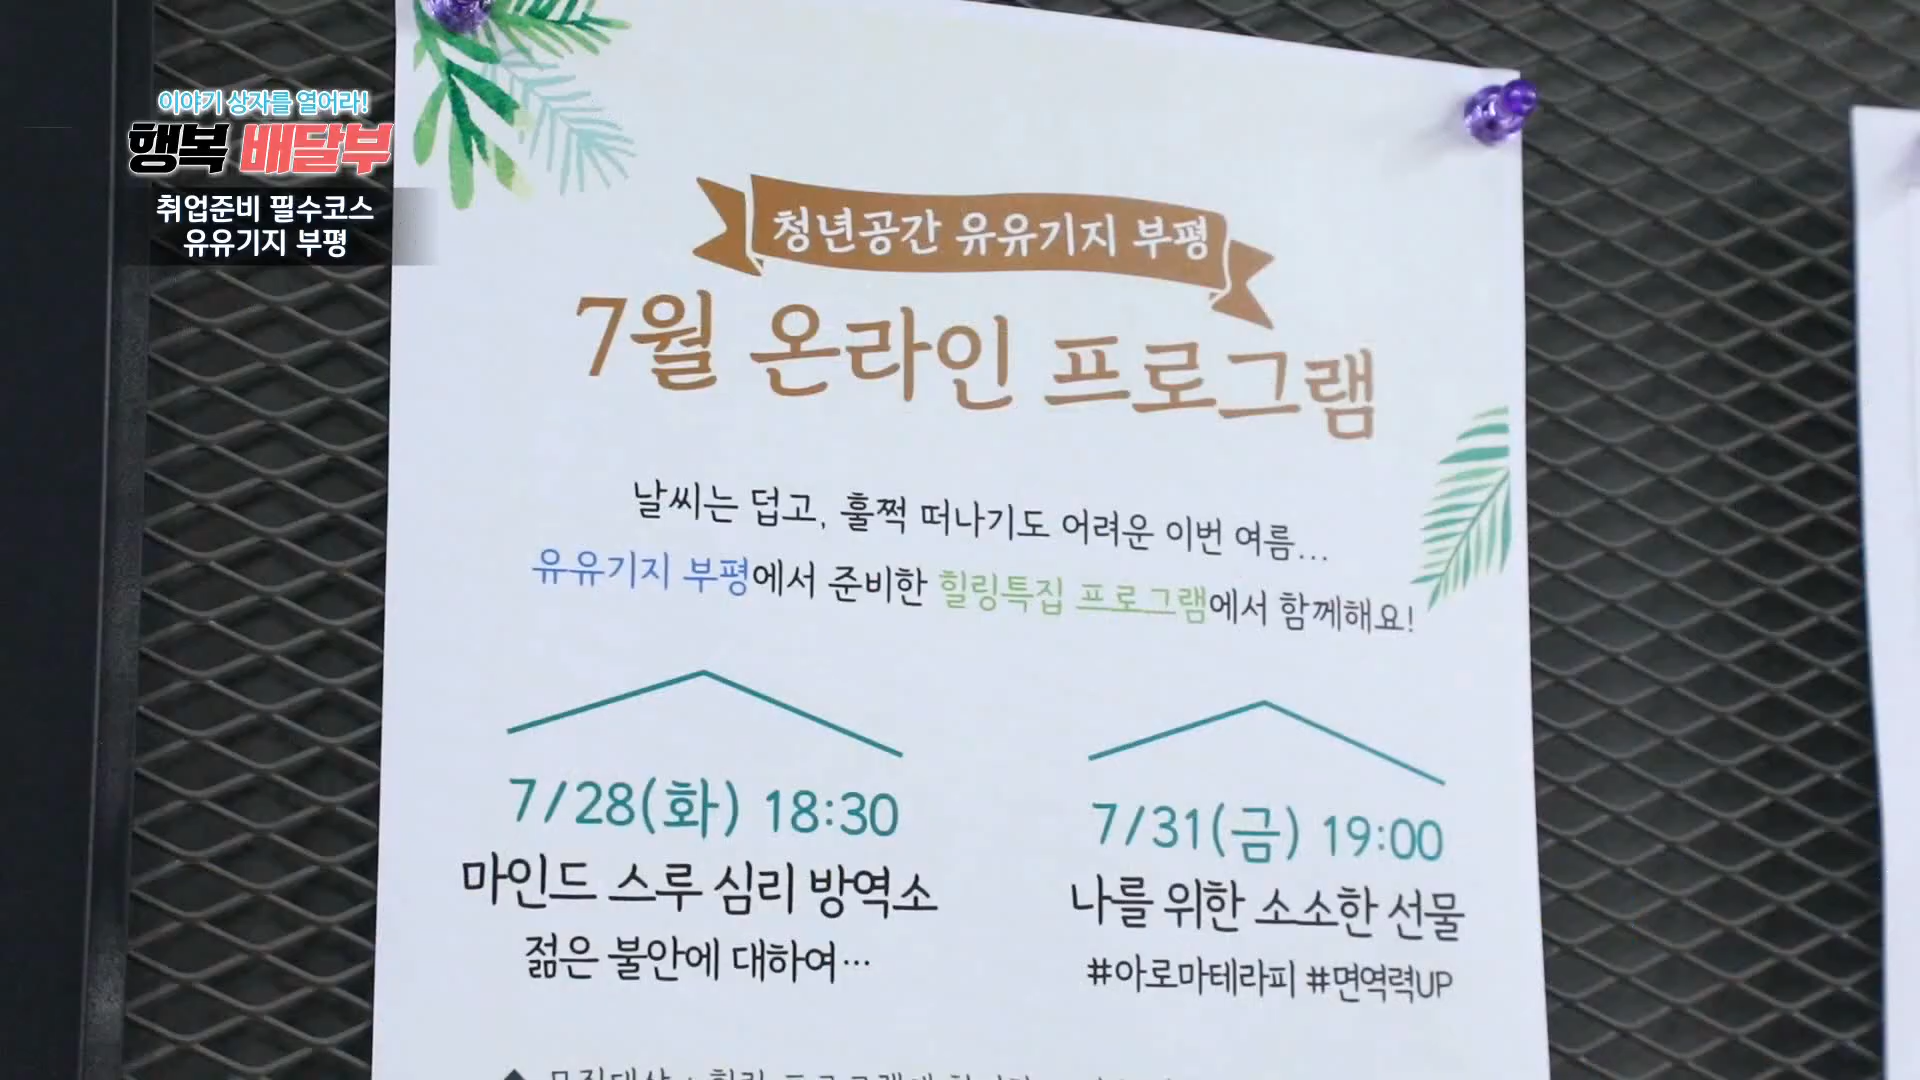 이야기 상자를 열어라!
행복 배달부
취업준비 필수코스
유유기지 부평
청년공간 유유기지 부평
7월 온라인 프로그램
날씨는 덥고, 훌쩍 떠나기도 어려운 이번 여름...
유유기지 부평에서 준비한 힐링특집 프로그램에서 함께해요!
7/28(화) 18:30
마인드 스루 심리 방역소
젊은 불안에 대하여...
7/31(금) 19:00
나를 위한 소소한 선물
#아로마테라피 #면역력UP